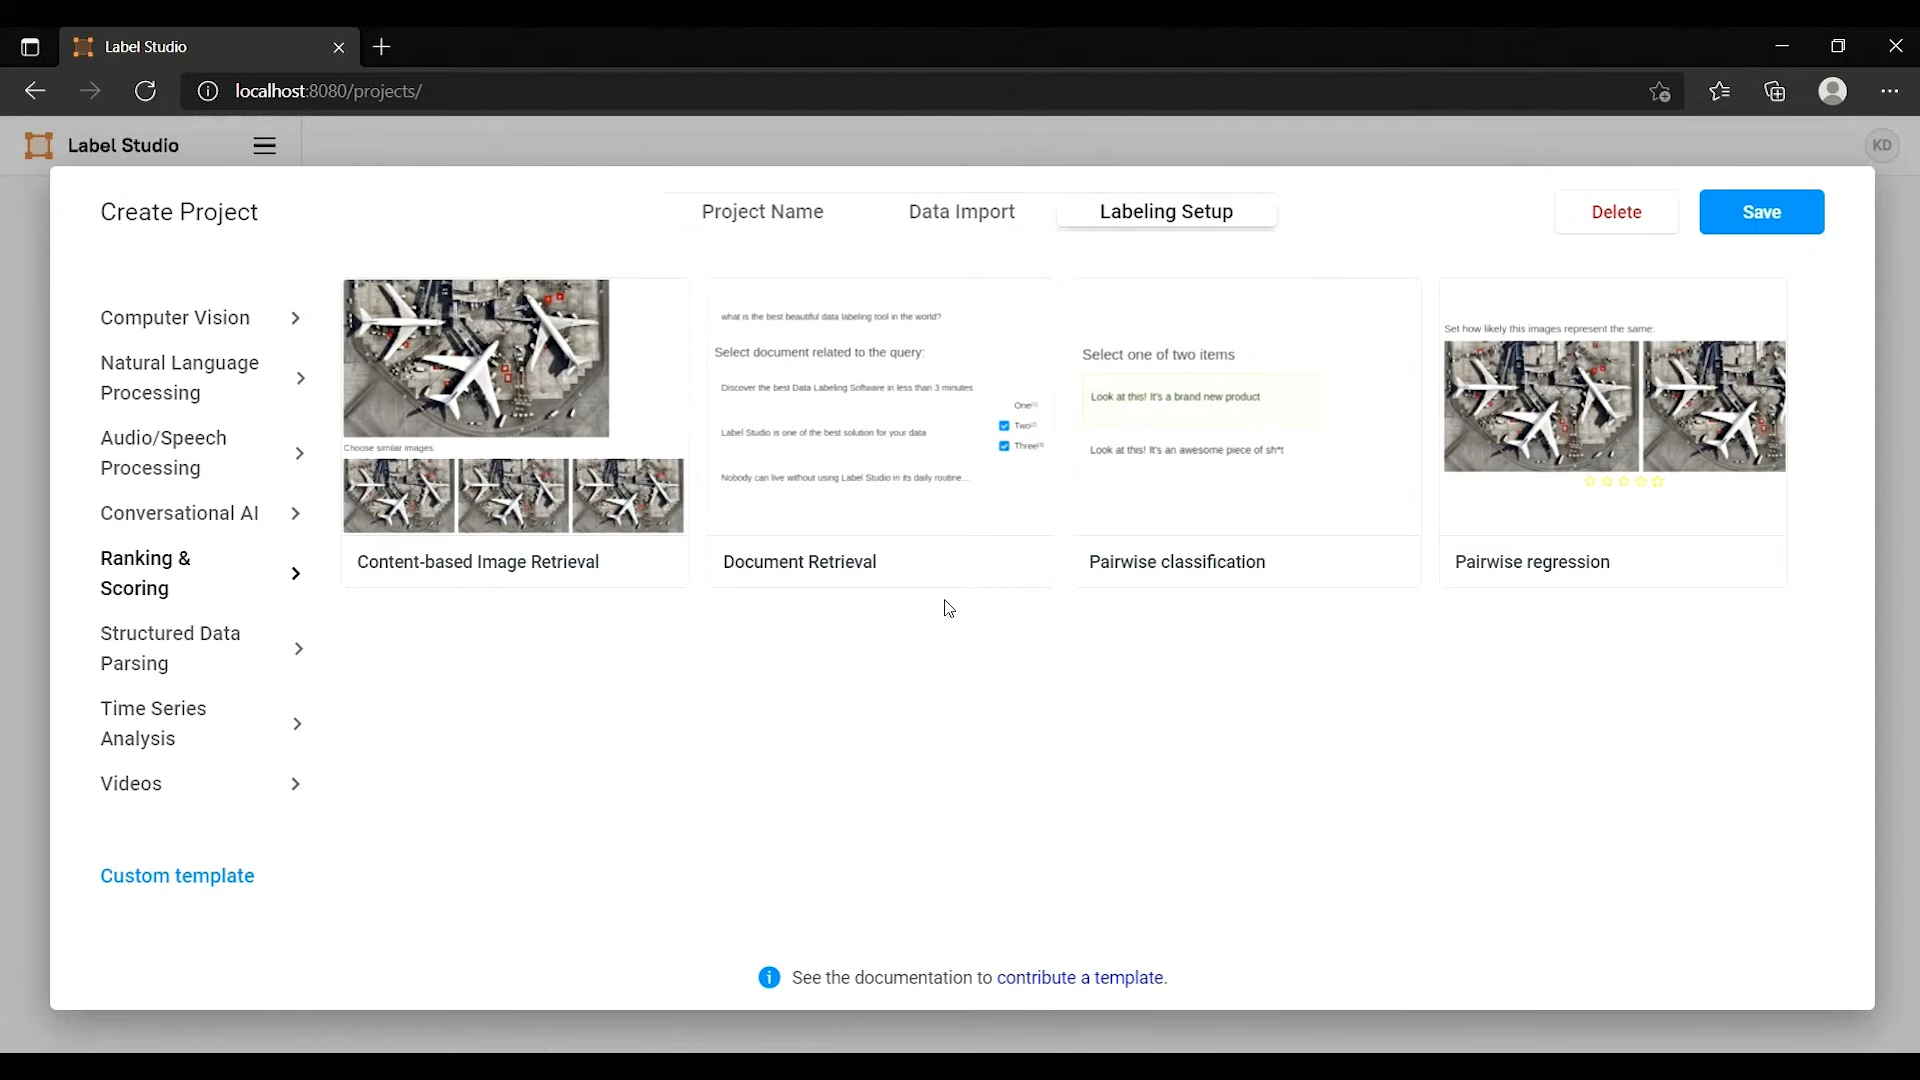 Label Studio
localhost:8080/projects/
Label Studio
KD
Create Project
Project Name
Data Import
Labeling Setup
Delete
Save
Computer Vision
Natural Language
Processing
Audio/Speech
Processing
Conversational AI
Ranking &
Scoring
Structured Data
Parsing
Time Series
Analysis
Videos
Custom template
Choose similar images:
Content-based Image Retrieval
what is the best beautiful data labeling tool in the world?
Select document related to the query:
Discover the best Data Labeling Software in less than 3 minutes
Label Studio is one of the best solution for your data
Nobody can live without using Label Studio in its daily routine...
One[1]
Two[2]
Three[3]
Document Retrieval
Select one of two items
Look at this! It's a brand new product
Look at this! It's an awesome piece of sh*t
Pairwise classification
Set how likely this images represent the same:
Pairwise regression
See the documentation to contribute a template.